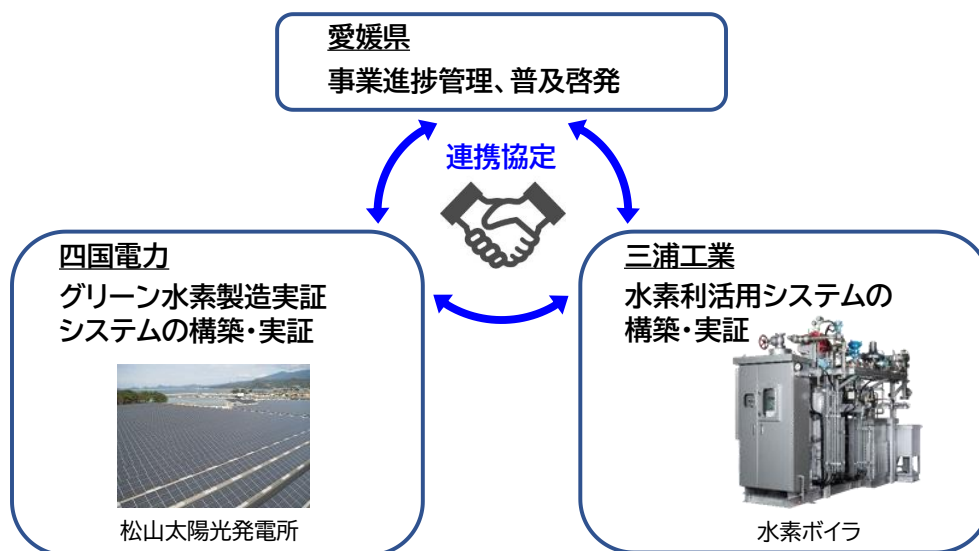 愛媛県
事業進捗管理、普及啓発
連携協定
四国電力
グリーン水素製造実証
システムの構築・実証
松山太陽光発電所
三浦工業
水素利活用システムの
構築・実証
水素ボイラ